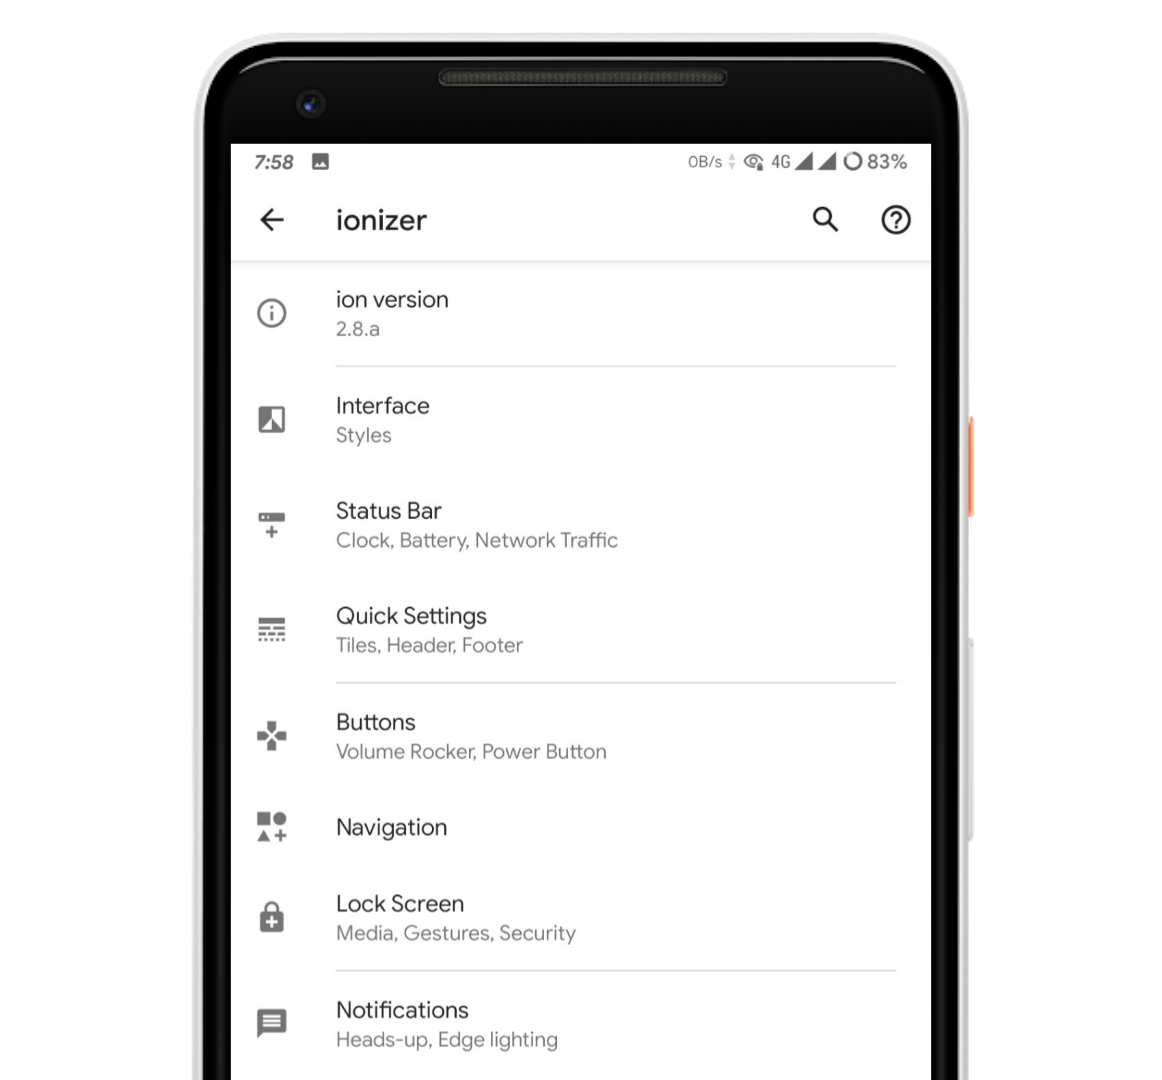 7:58 0B/s 4G 83%
ionizer
ion version
2.8.a
Interface
Styles
Status Bar
Clock, Battery, Network Traffic
Quick Settings
Tiles, Header, Footer
Buttons
Volume Rocker, Power Button
Navigation
Lock Screen
Media, Gestures, Security
Notifications
Heads-up, Edge lighting